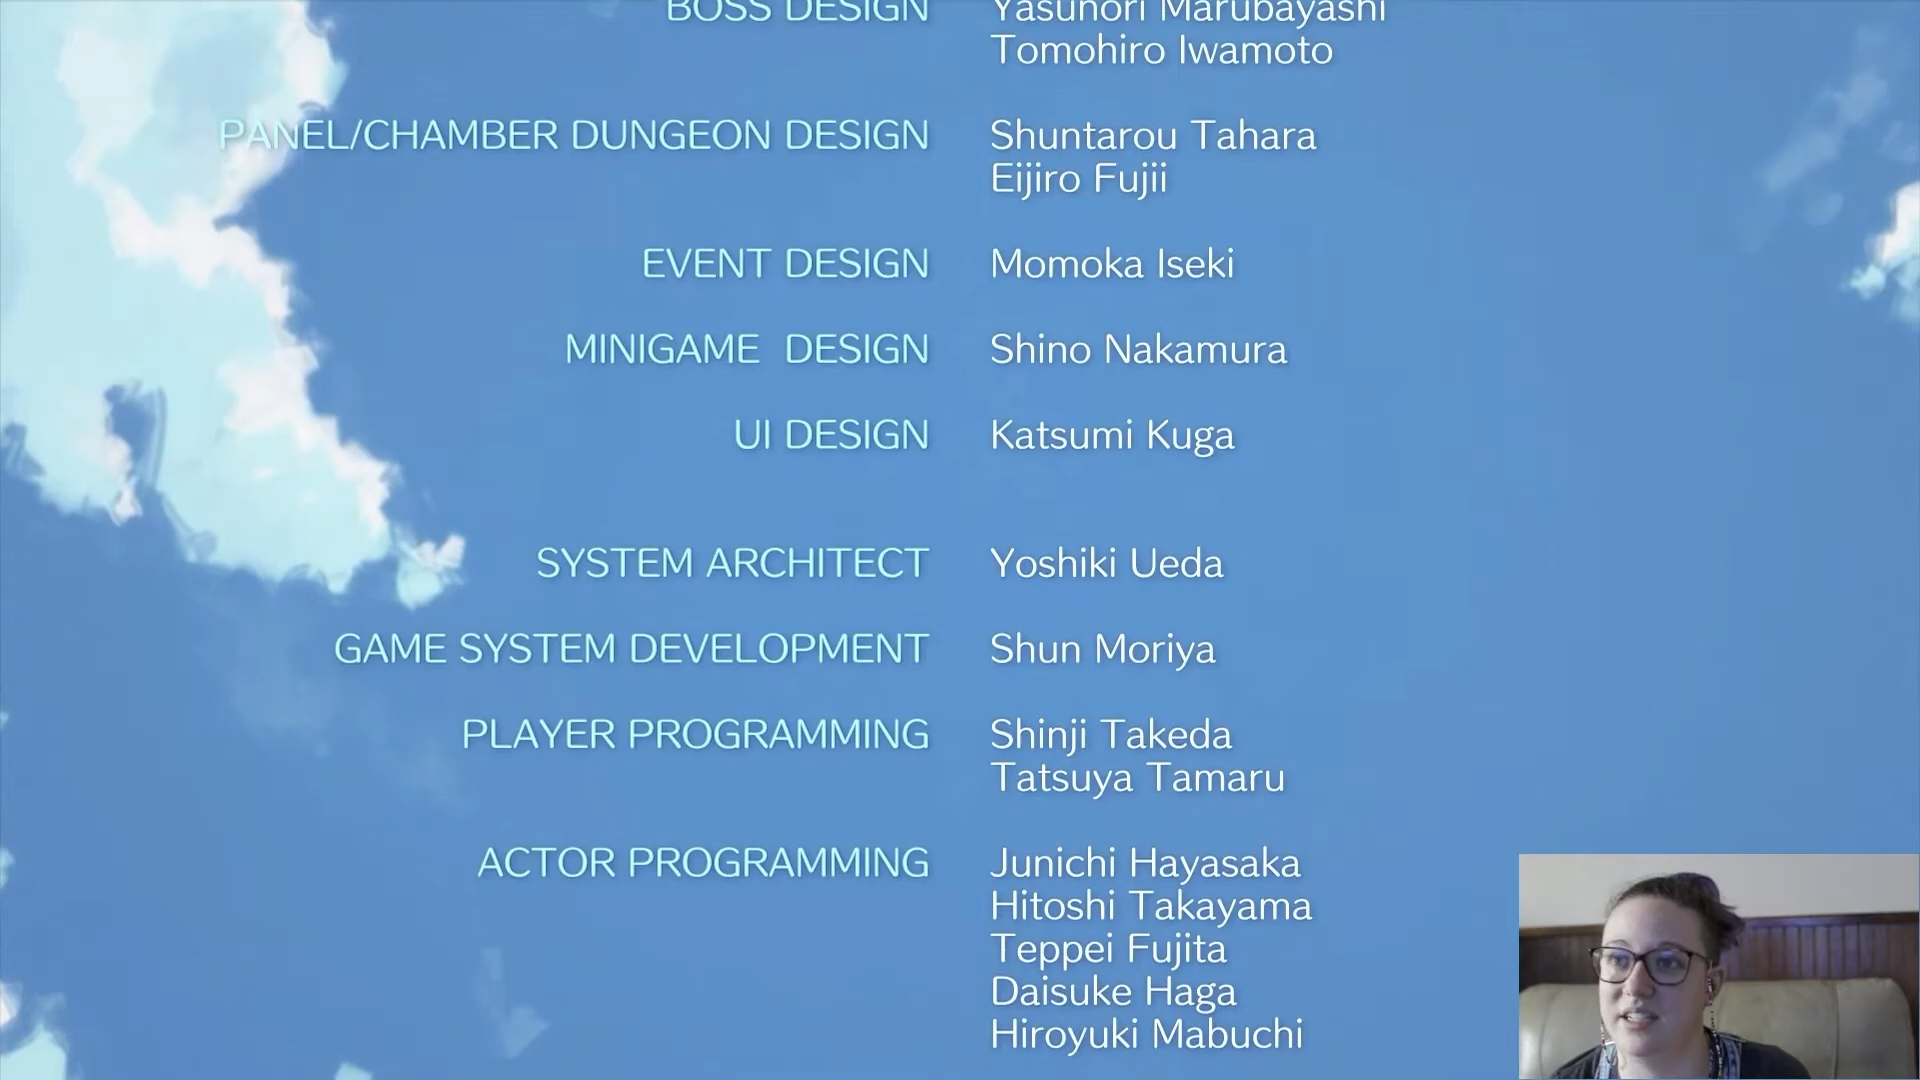 BOSS DESIGN Yasunori Marubayashi
Tomohiro Iwamoto
PANEL/CHAMBER DUNGEON DESIGN Shuntarou Tahara
Eijiro Fujii
EVENT DESIGN Momoka Iseki
MINIGAME DESIGN Shino Nakamura
UI DESIGN Katsumi Kuga
SYSTEM ARCHITECT Yoshiki Ueda
GAME SYSTEM DEVELOPMENT Shun Moriya
PLAYER PROGRAMMING Shinji Takeda
Tatsuya Tamaru
ACTOR PROGRAMMING Junichi Hayasaka
Hitoshi Takayama
Teppei Fujita
Daisuke Haga
Hiroyuki Mabuchi